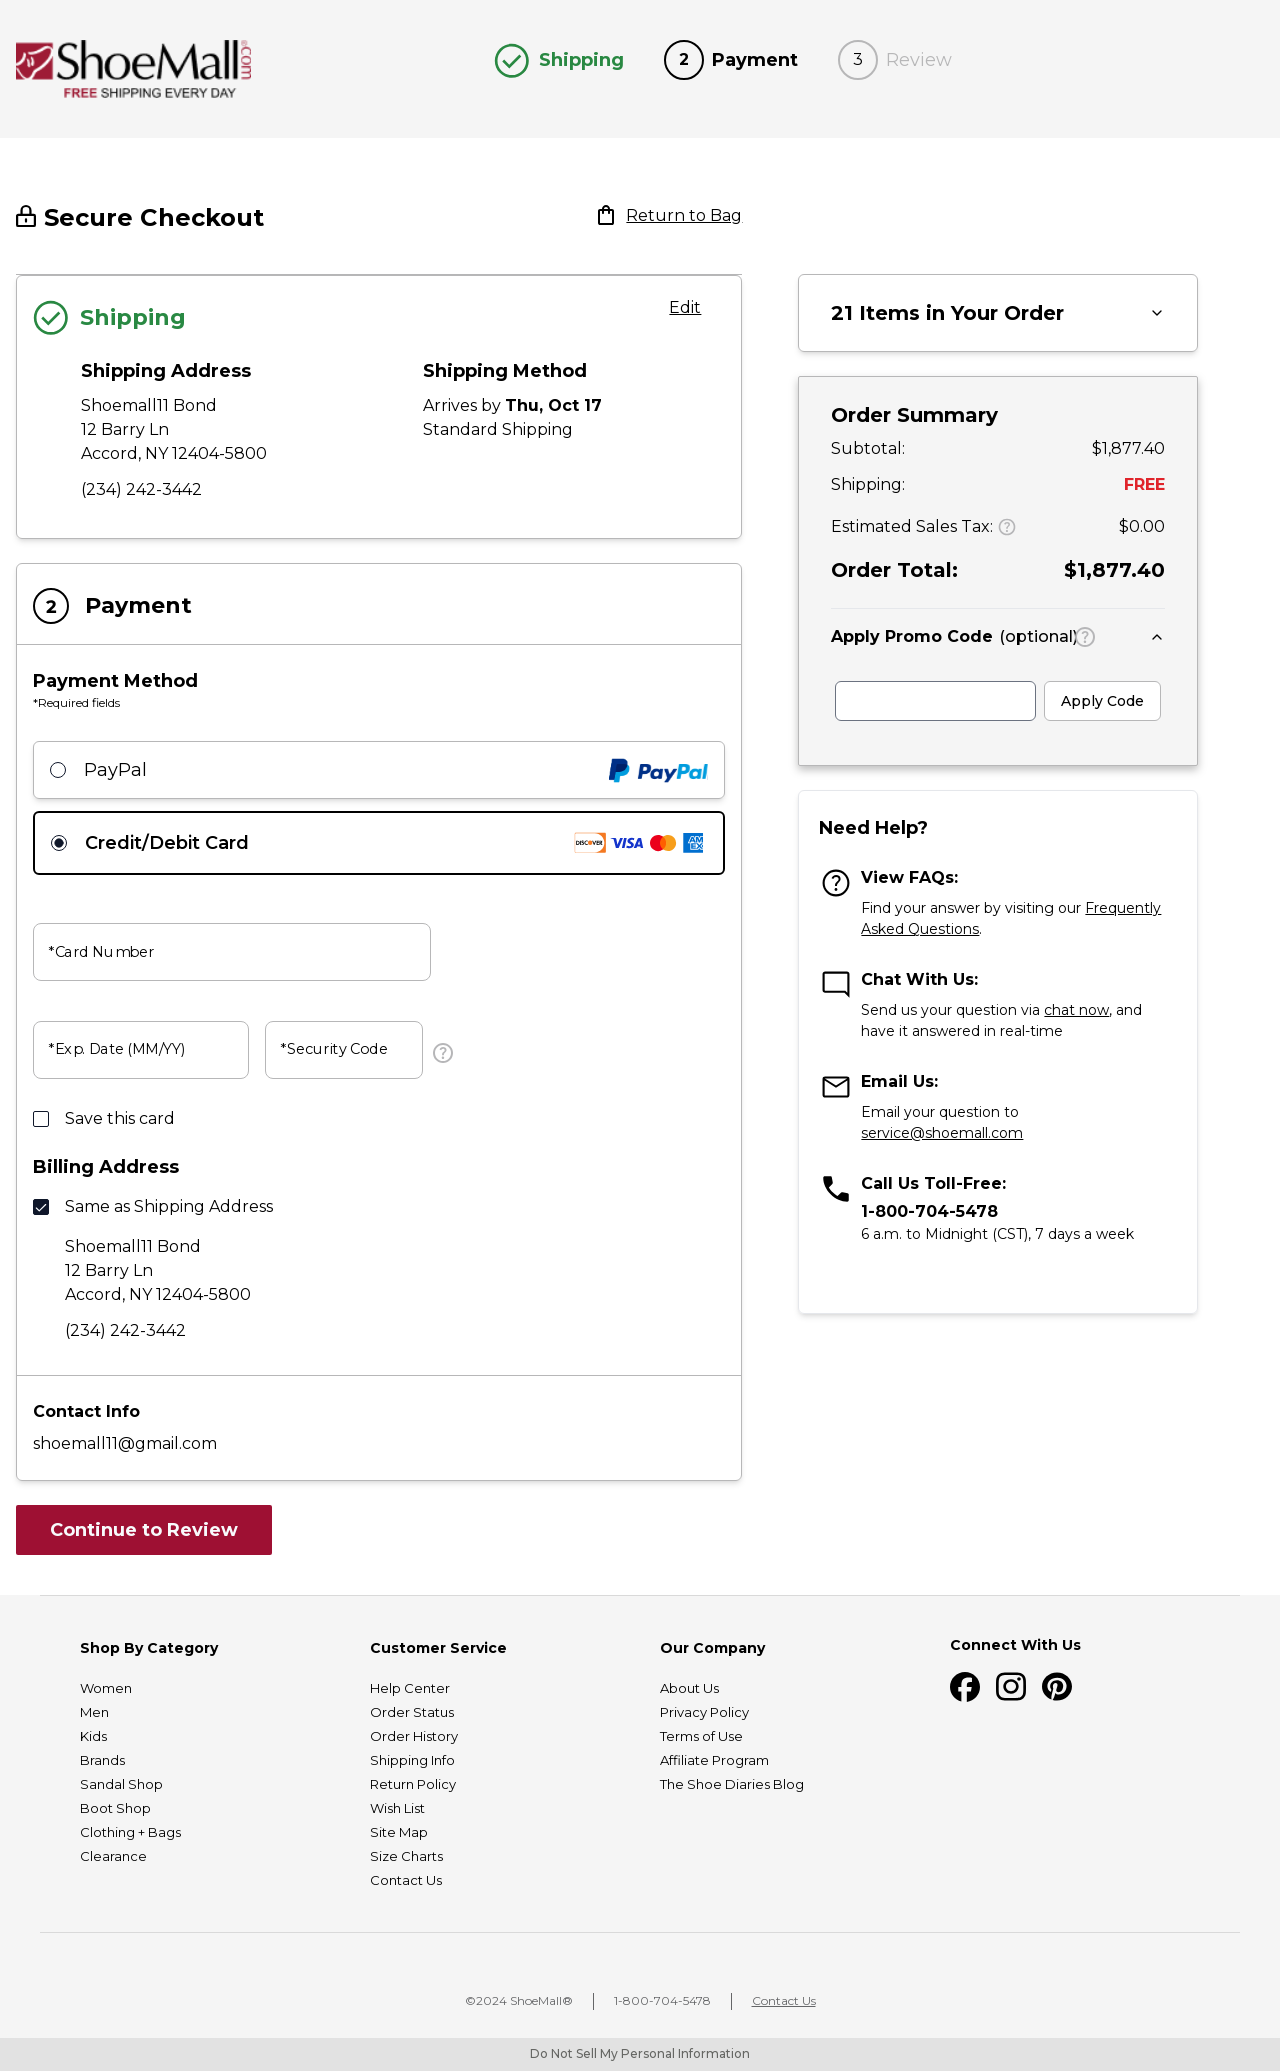 ShoeMall.com
FREE SHIPPING EVERY DAY
Shipping
2 Payment
3 Review
Secure Checkout
Return to Bag
Shipping
Edit
Shipping Address
Shoemall11 Bond
12 Barry Ln
Accord, NY 12404-5800
(234) 242-3442
Shipping Method
Arrives by Thu, Oct 17
Standard Shipping
2 Payment
Payment Method
*Required fields
PayPal
PayPal
Credit/Debit Card
DISCOVER VISA AMEX
*Card Number
*Exp. Date (MM/YY)
*Security Code
?
Save this card
Billing Address
Same as Shipping Address
Shoemall11 Bond
12 Barry Ln
Accord, NY 12404-5800
(234) 242-3442
Contact Info
shoemall11@gmail.com
Continue to Review
21 Items in Your Order
Order Summary
Subtotal: $1,877.40
Shipping: FREE
Estimated Sales Tax: ? $0.00
Order Total: $1,877.40
Apply Promo Code (optional) ?
Apply Code
Need Help?
?
View FAQs:
Find your answer by visiting our Frequently
Asked Questions.
Chat With Us:
Send us your question via chat now, and
have it answered in real-time
Email Us:
Email your question to
service@shoemall.com
Call Us Toll-Free:
1-800-704-5478
6 a.m. to Midnight (CST), 7 days a week
Shop By Category
Women
Men
Kids
Brands
Sandal Shop
Boot Shop
Clothing + Bags
Clearance
Customer Service
Help Center
Order Status
Order History
Shipping Info
Return Policy
Wish List
Site Map
Size Charts
Contact Us
Our Company
About Us
Privacy Policy
Terms of Use
Affiliate Program
The Shoe Diaries Blog
Connect With Us
©2024 ShoeMall®
1-800-704-5478
Contact Us
Do Not Sell My Personal Information